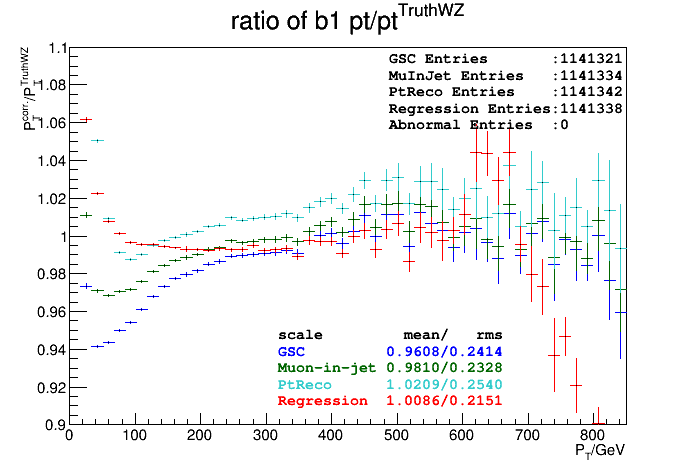 ratio of b1 pt/pt^TruthWZ
P_T^corr./P_T^TruthWZ
1.1
1.08
1.06
1.04
1.02
1
0.98
0.96
0.94
0.92
0.9
GSC Entries :1141321
MuInJet Entries :1141334
PtReco Entries :1141342
Regression Entries:1141338
Abnormal Entries :0
scale mean/ rms
GSC 0.9608/0.2414
Muon-in-jet 0.9810/0.2328
PtReco 1.0209/0.2540
Regression 1.0086/0.2151
0 100 200 300 400 500 600 700 800
P_T/GeV